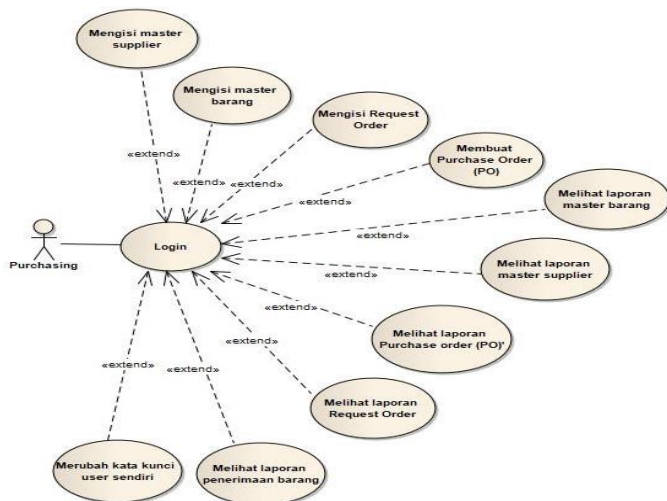 Mengisi master
supplier
Mengisi master
barang
Mengisi Request
Order
Membuat
Purchase Order
(PO)
Melihat laporan
master barang
Melihat laporan
master supplier
Melihat laporan
Purchase order (PO)'
Melihat laporan
Request Order
Melihat laporan
penerimaan barang
Merubah kata kunci
user sendiri
Login
Purchasing
«extend»
«extend»
«extend»
«extend»
«extend»
«extend»
«extend»
«extend»
«extend»
«extend»